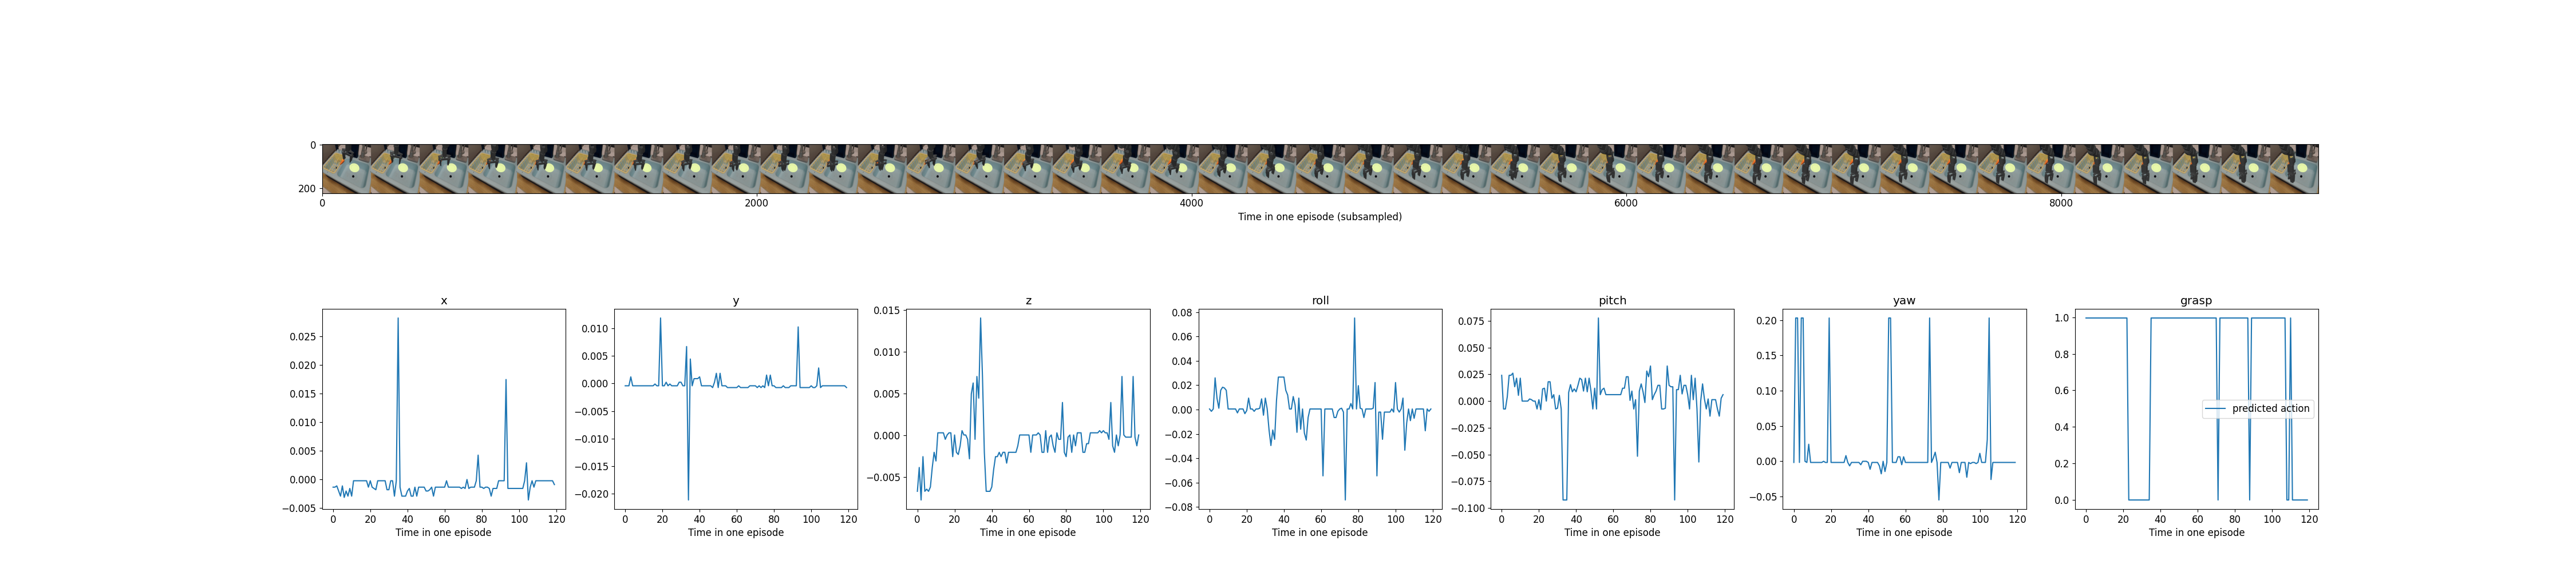 0
200
0 2000 4000 6000 8000
Time in one episode (subsampled)
x y z roll pitch yaw grasp
0.025
0.020
0.015
0.010
0.005
0.000
−0.005
0 20 40 60 80 100 120
Time in one episode
0.010
0.005
0.000
−0.005
−0.010
−0.015
−0.020
0 20 40 60 80 100 120
Time in one episode
0.015
0.010
0.005
0.000
−0.005
0 20 40 60 80 100 120
Time in one episode
0.08
0.06
0.04
0.02
0.00
−0.02
−0.04
−0.06
−0.08
0 20 40 60 80 100 120
Time in one episode
0.075
0.050
0.025
0.000
−0.025
−0.050
−0.075
−0.100
0 20 40 60 80 100 120
Time in one episode
0.20
0.15
0.10
0.05
0.00
−0.05
0 20 40 60 80 100 120
Time in one episode
1.0
0.8
0.6
0.4
0.2
0.0
predicted action
0 20 40 60 80 100 120
Time in one episode